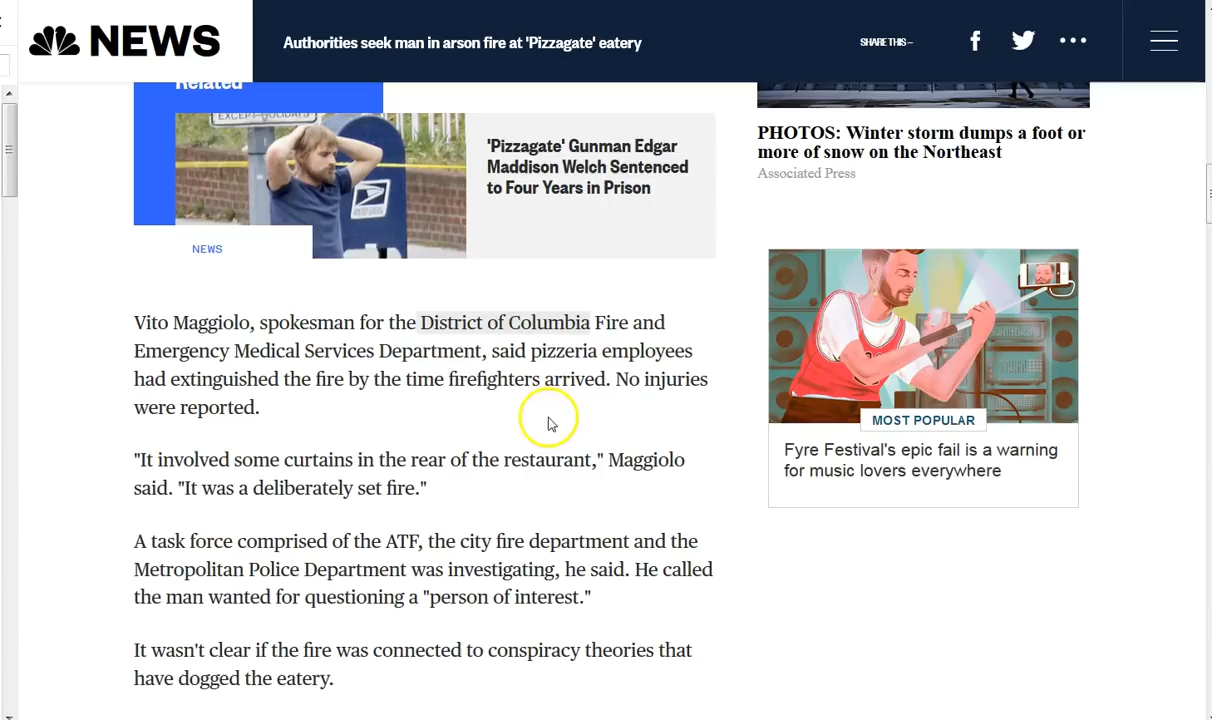 NEWS
Authorities seek man in arson fire at 'Pizzagate' eatery
SHARE THIS —
Related
EXCEPT HOLIDAYS
'Pizzagate' Gunman Edgar
Maddison Welch Sentenced
to Four Years in Prison
NEWS
Vito Maggiolo, spokesman for the District of Columbia Fire and
Emergency Medical Services Department, said pizzeria employees
had extinguished the fire by the time firefighters arrived. No injuries
were reported.
"It involved some curtains in the rear of the restaurant," Maggiolo
said. "It was a deliberately set fire."
A task force comprised of the ATF, the city fire department and the
Metropolitan Police Department was investigating, he said. He called
the man wanted for questioning a "person of interest."
It wasn't clear if the fire was connected to conspiracy theories that
have dogged the eatery.
PHOTOS: Winter storm dumps a foot or
more of snow on the Northeast
Associated Press
MOST POPULAR
Fyre Festival's epic fail is a warning
for music lovers everywhere